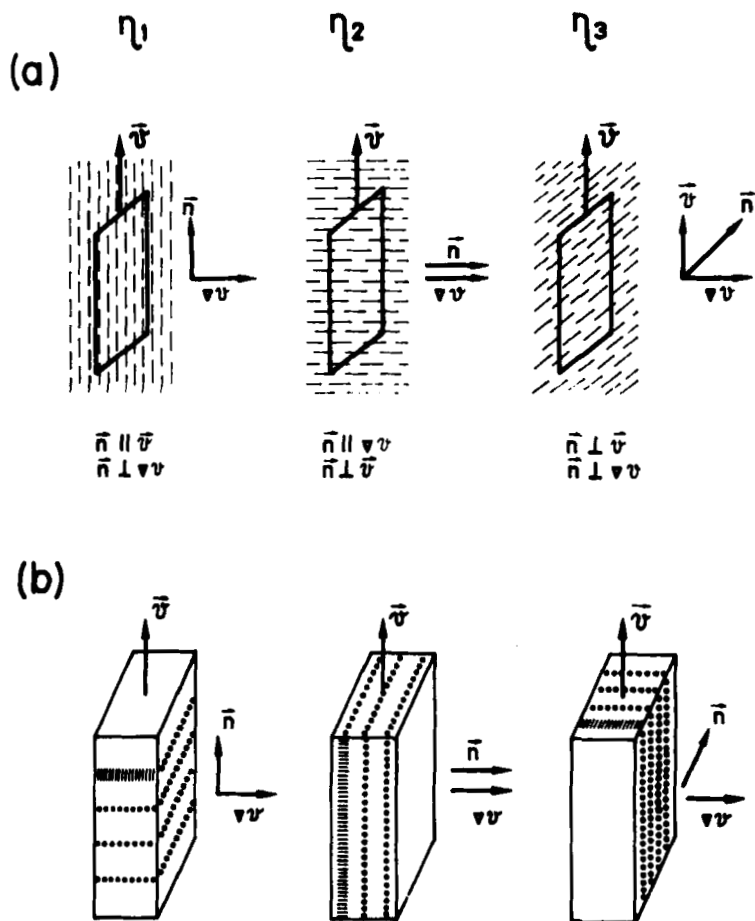 η1 η2 η3
(a)
v⃗ v⃗ v⃗
n⃗ v⃗ n⃗
∇v n⃗ ∇v
∇v
n⃗ ∥ v⃗ n⃗ ∥ ∇v n⃗ ⊥ v⃗
n⃗ ⊥ ∇v n⃗ ⊥ v⃗ n⃗ ⊥ ∇v
(b)
v⃗ v⃗ v⃗
n⃗ n⃗ n⃗
∇v ∇v ∇v